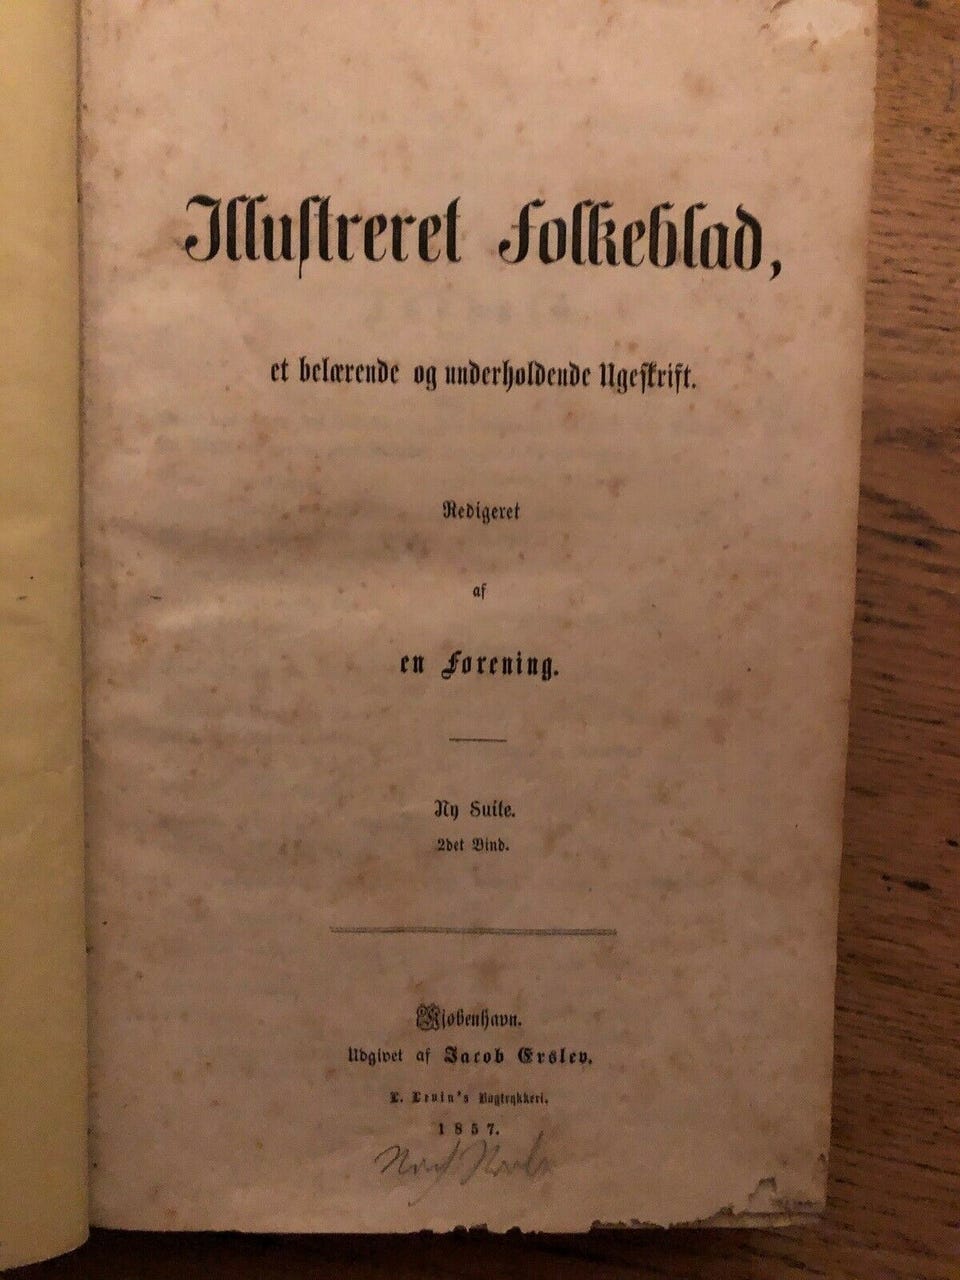 Illustreret Folkeblad,
et belærende og underholdende Ugeskrift.
Redigeret
af
en Forening.
Ny Suite.
2det Bind.
Kjøbenhavn.
Udgivet af Jacob Erslev.
L. Levin's Bogtrykkeri.
1857.